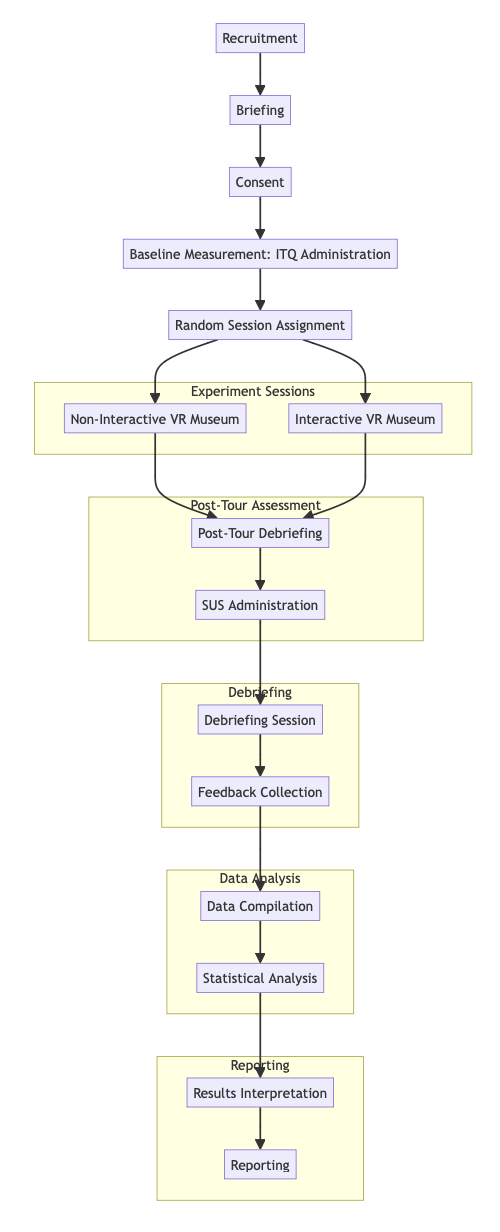 Recruitment
Briefing
Consent
Baseline Measurement: ITQ Administration
Random Session Assignment
Experiment Sessions
Non-Interactive VR Museum
Interactive VR Museum
Post-Tour Assessment
Post-Tour Debriefing
SUS Administration
Debriefing
Debriefing Session
Feedback Collection
Data Analysis
Data Compilation
Statistical Analysis
Reporting
Results Interpretation
Reporting